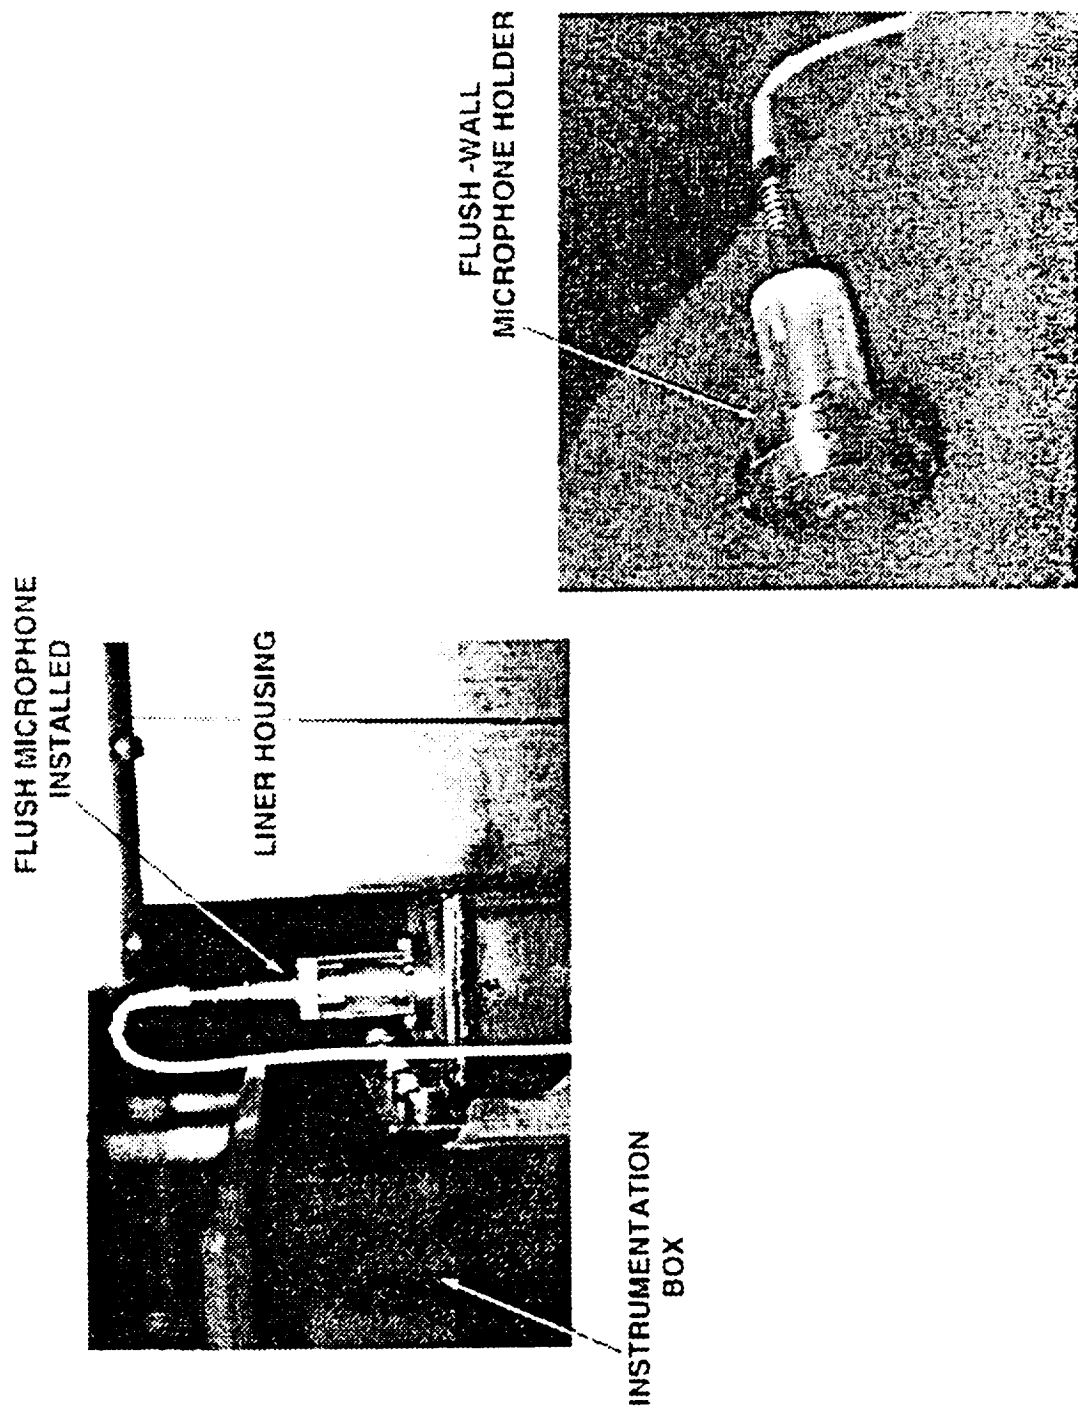 FLUSH MICROPHONE
INSTALLED
LINER HOUSING
INSTRUMENTATION
BOX
FLUSH -WALL
MICROPHONE HOLDER